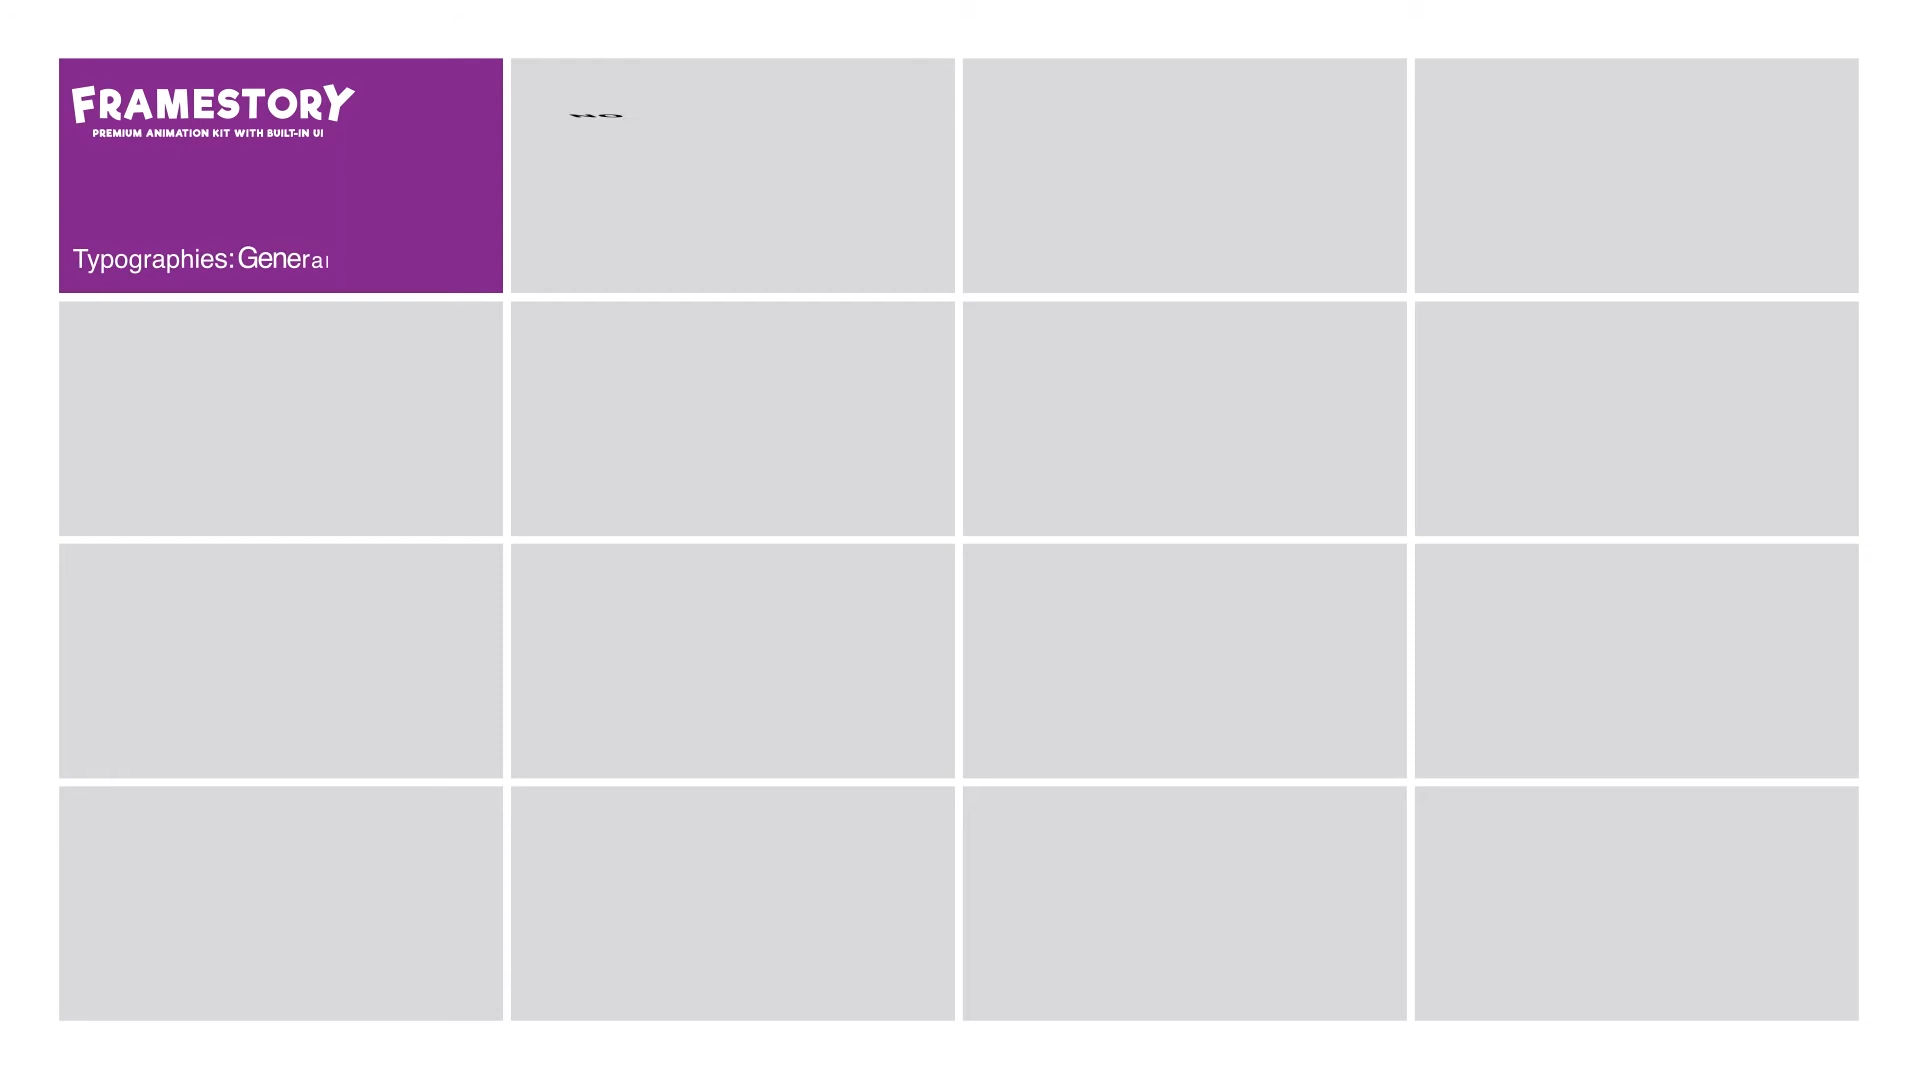 FRAMESTORY
PREMIUM ANIMATION KIT WITH BUILT-IN UI
Typographies: General